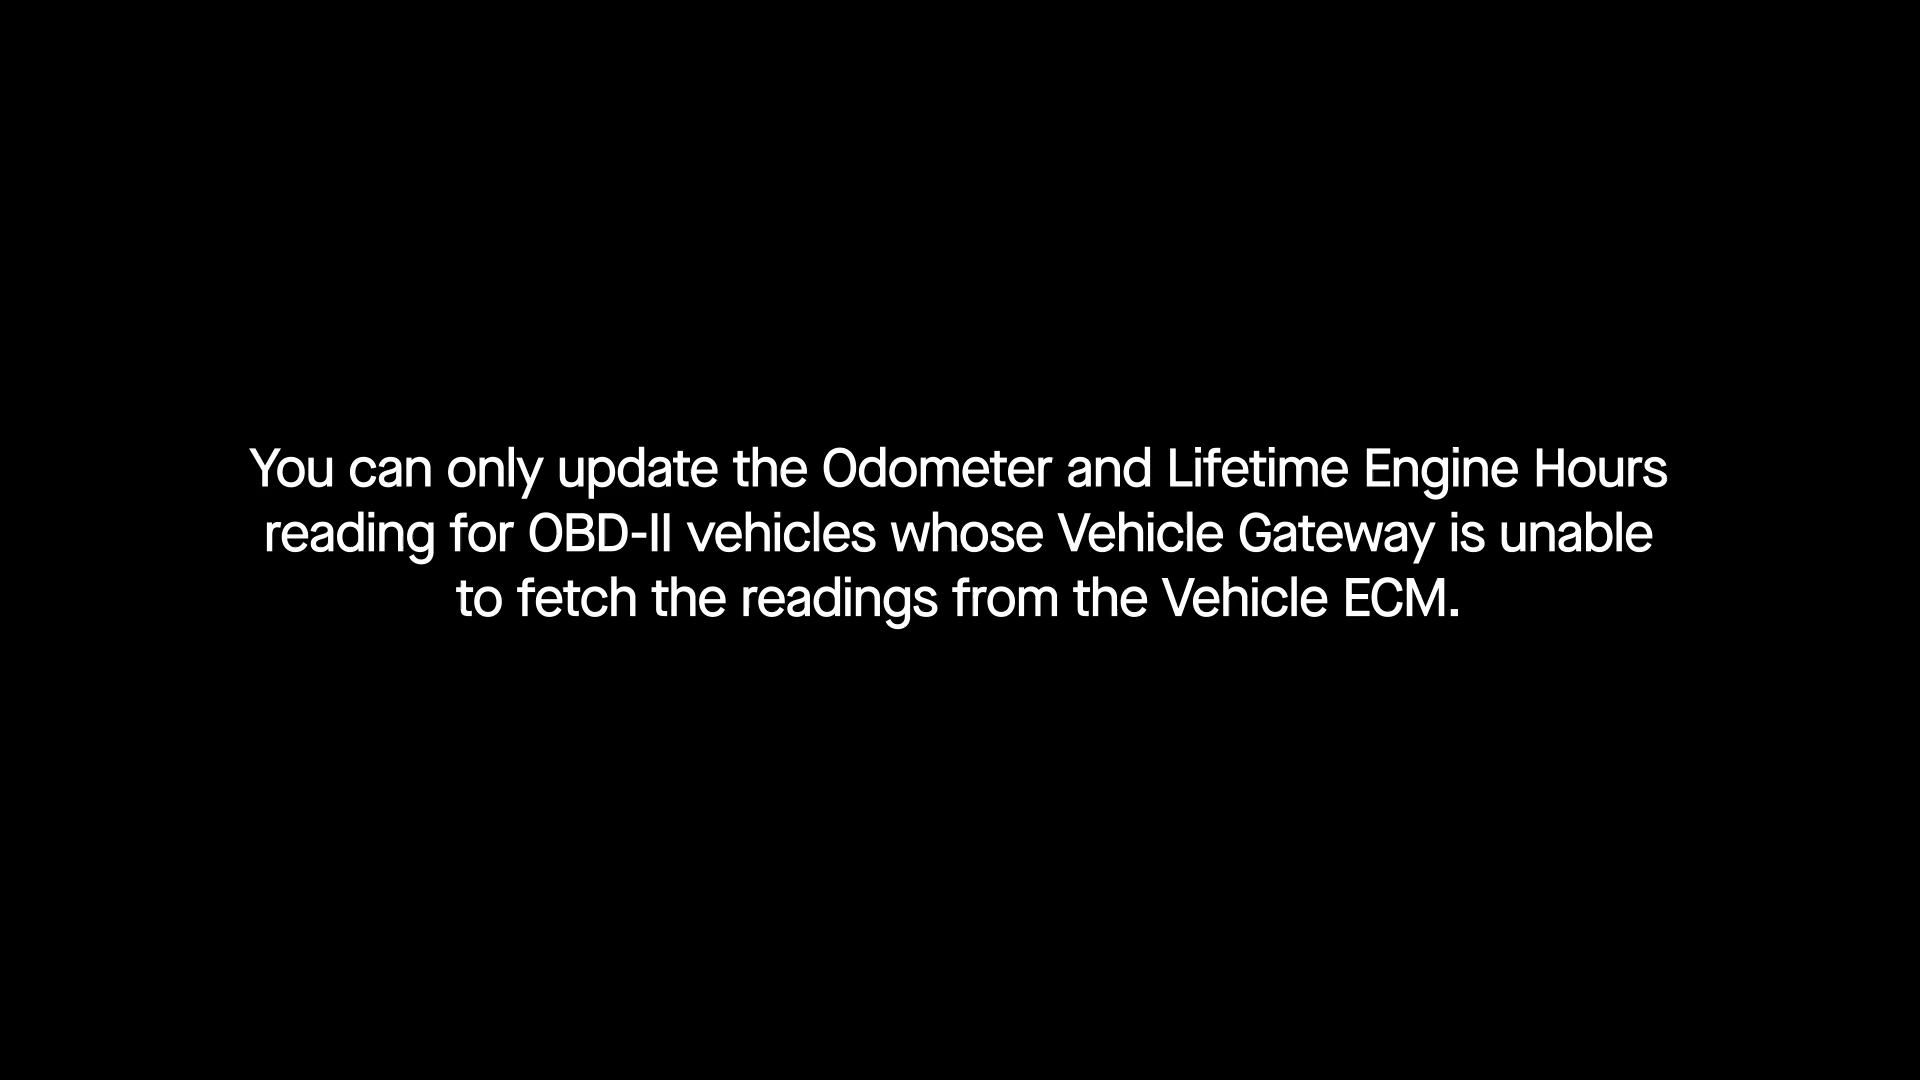 You can only update the Odometer and Lifetime Engine Hours
reading for OBD-II vehicles whose Vehicle Gateway is unable
to fetch the readings from the Vehicle ECM.